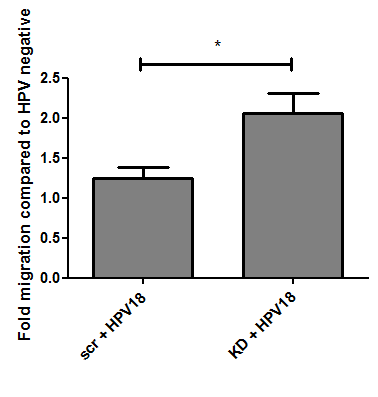 *
Fold migration compared to HPV negative
2.5
2.0
1.5
1.0
0.5
0.0
scr + HPV18
KD + HPV18